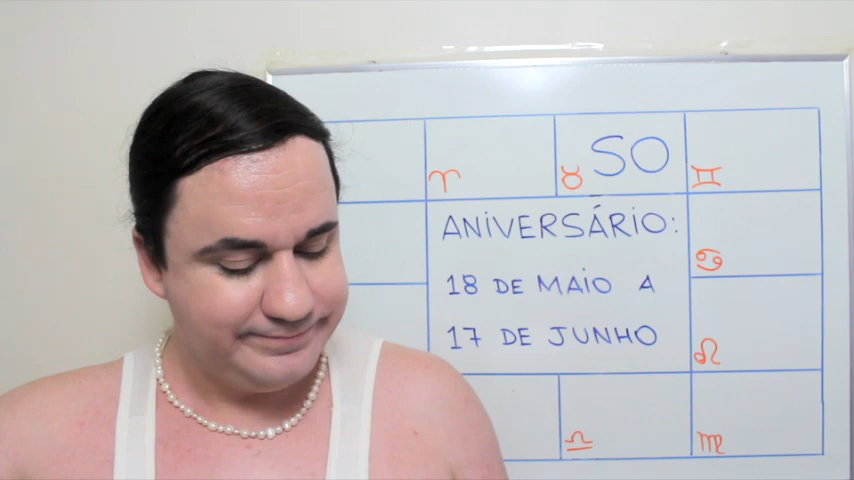 ♈ ♉ SO ♊
ANIVERSÁRIO:
♋
18 DE MAIO A
17 DE JUNHO
♌
♎ ♍